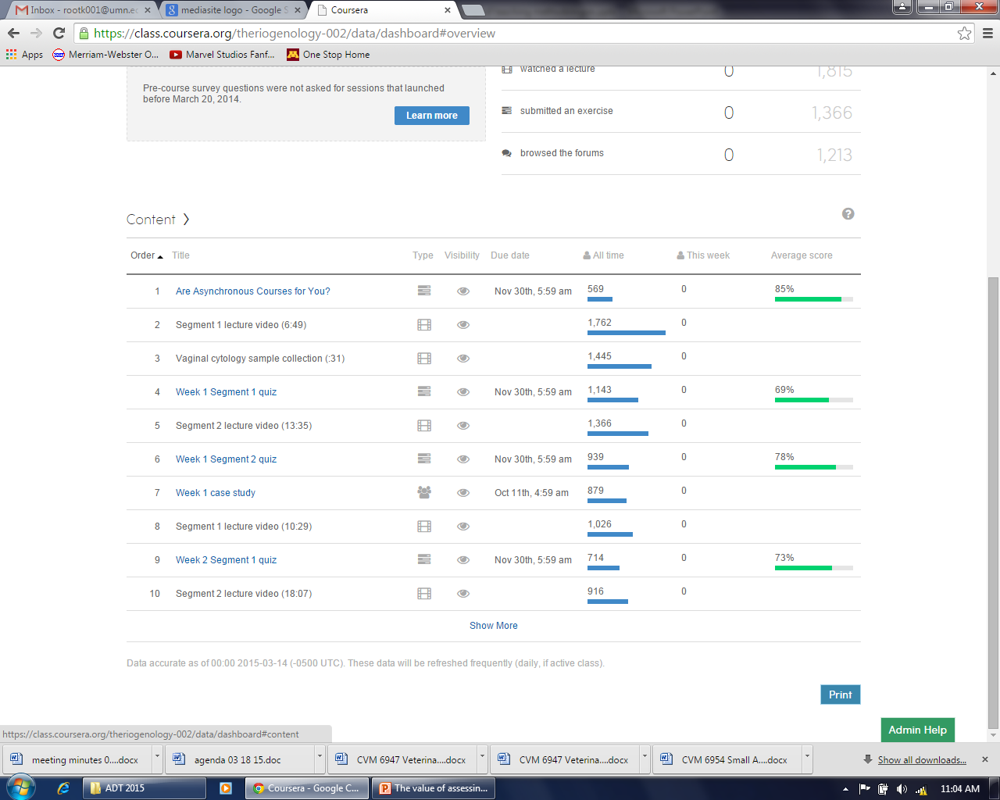 Inbox - rootk001@umn.ec
mediasite logo - Google S
Coursera
https://class.coursera.org/theriogenology-002/data/dashboard#overview
Apps
Merriam-Webster O...
Marvel Studios Fanf...
One Stop Home
watched a lecture 0 1,815
Pre-course survey questions were not asked for sessions that launched
before March 20, 2014.
Learn more
submitted an exercise 0 1,366
browsed the forums 0 1,213
Content
Order Title Type Visibility Due date All time This week Average score
1 Are Asynchronous Courses for You? Nov 30th, 5:59 am 569 0 85%
2 Segment 1 lecture video (6:49) 1,762 0
3 Vaginal cytology sample collection (:31) 1,445 0
4 Week 1 Segment 1 quiz Nov 30th, 5:59 am 1,143 0 69%
5 Segment 2 lecture video (13:35) 1,366 0
6 Week 1 Segment 2 quiz Nov 30th, 5:59 am 939 0 78%
7 Week 1 case study Oct 11th, 4:59 am 879 0
8 Segment 1 lecture video (10:29) 1,026 0
9 Week 2 Segment 1 quiz Nov 30th, 5:59 am 714 0 73%
10 Segment 2 lecture video (18:07) 916 0
Show More
Data accurate as of 00:00 2015-03-14 (-0500 UTC). These data will be refreshed frequently (daily, if active class).
Print
Admin Help
https://class.coursera.org/theriogenology-002/data/dashboard#content
meeting minutes 0....docx
agenda 03 18 15.doc
CVM 6947 Veterina....docx
CVM 6947 Veterina....docx
CVM 6954 Small A....docx
Show all downloads...
ADT 2015
Coursera - Google C...
The value of assessin...
11:04 AM